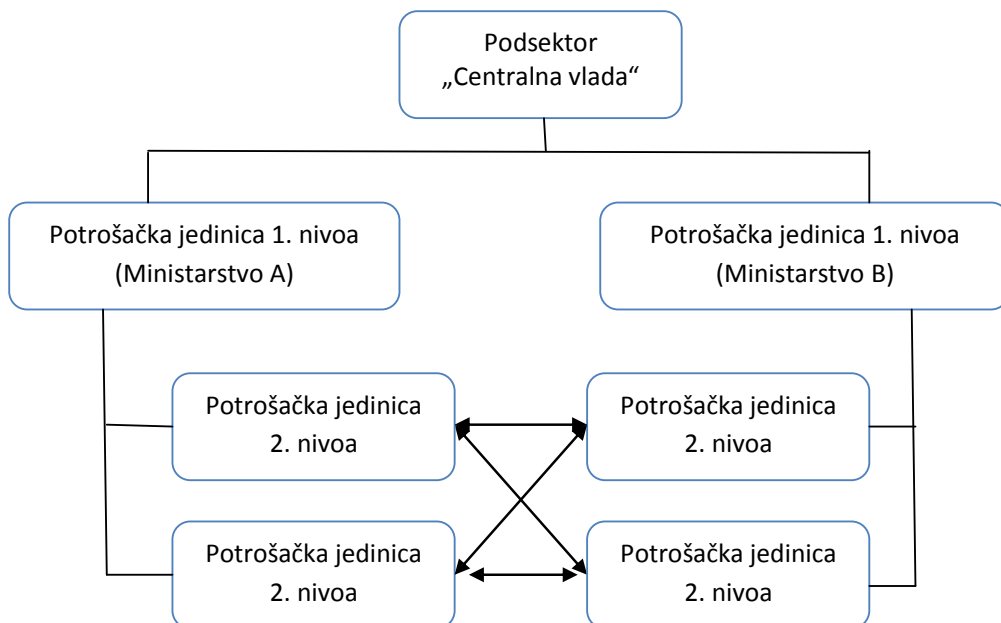 Podsektor
„Centralna vlada“
Potrošačka jedinica 1. nivoa
(Ministarstvo A)
Potrošačka jedinica 1. nivoa
(Ministarstvo B)
Potrošačka jedinica
2. nivoa
Potrošačka jedinica
2. nivoa
Potrošačka jedinica
2. nivoa
Potrošačka jedinica
2. nivoa